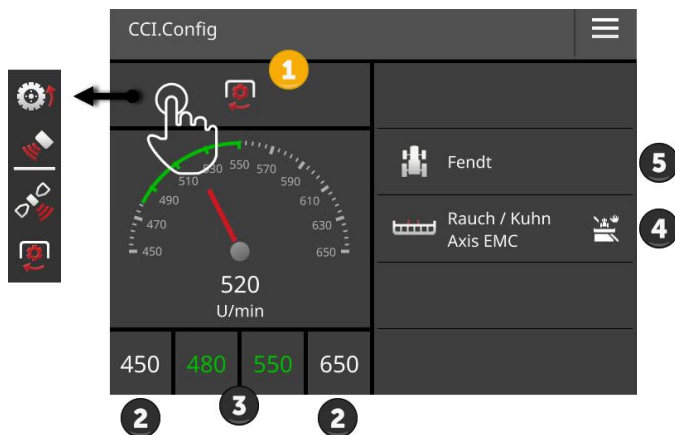 CCI.Config
1
510 530 550 570
490 590
470 610
450 630
650
520
U/min
450 480 550 650
2 3 2
Fendt 5
Rauch / Kuhn
Axis EMC 4